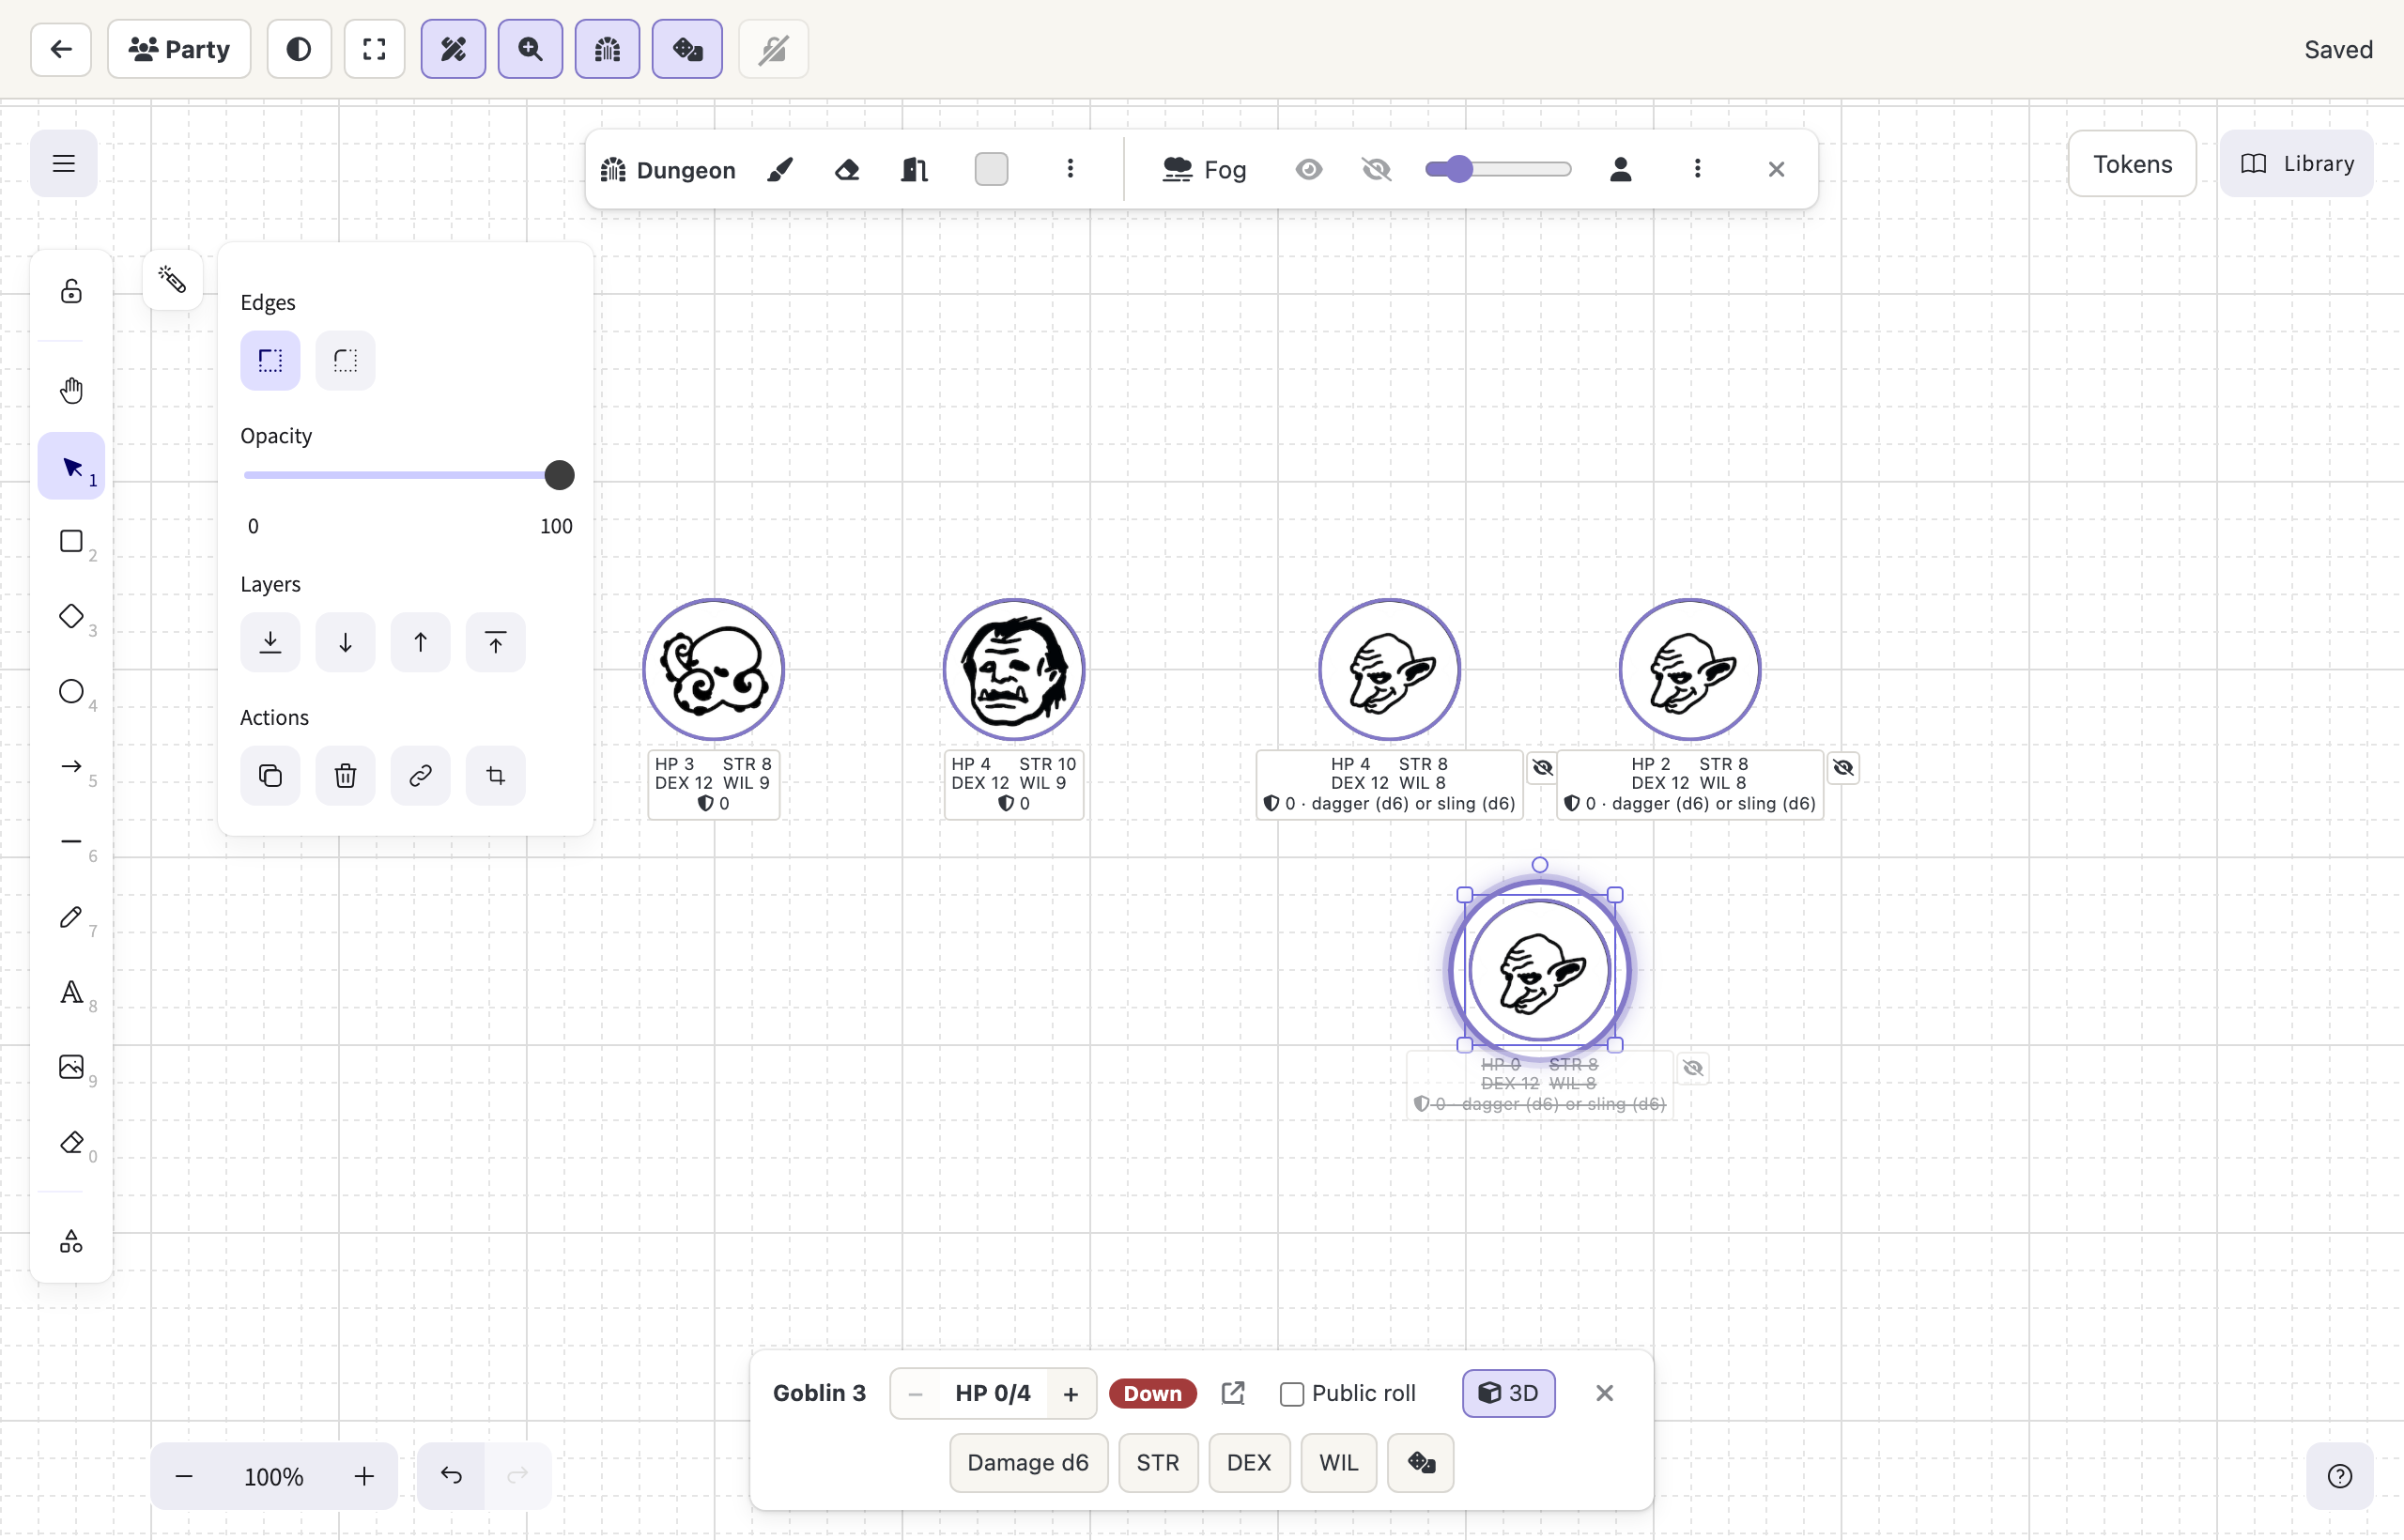 Party
Saved
Dungeon
Fog
Tokens
Library
Edges
Opacity
0 100
Layers
Actions
1
2
3
4
5
6
7
8
9
0
HP 3 STR 8
DEX 12 WIL 9
0
HP 4 STR 10
DEX 12 WIL 9
0
HP 4 STR 8
DEX 12 WIL 8
0 · dagger (d6) or sling (d6)
HP 2 STR 8
DEX 12 WIL 8
0 · dagger (d6) or sling (d6)
HP 0 STR 8
DEX 12 WIL 8
0 · dagger (d6) or sling (d6)
Goblin 3 − HP 0/4 + Down Public roll 3D
Damage d6 STR DEX WIL
− 100% +